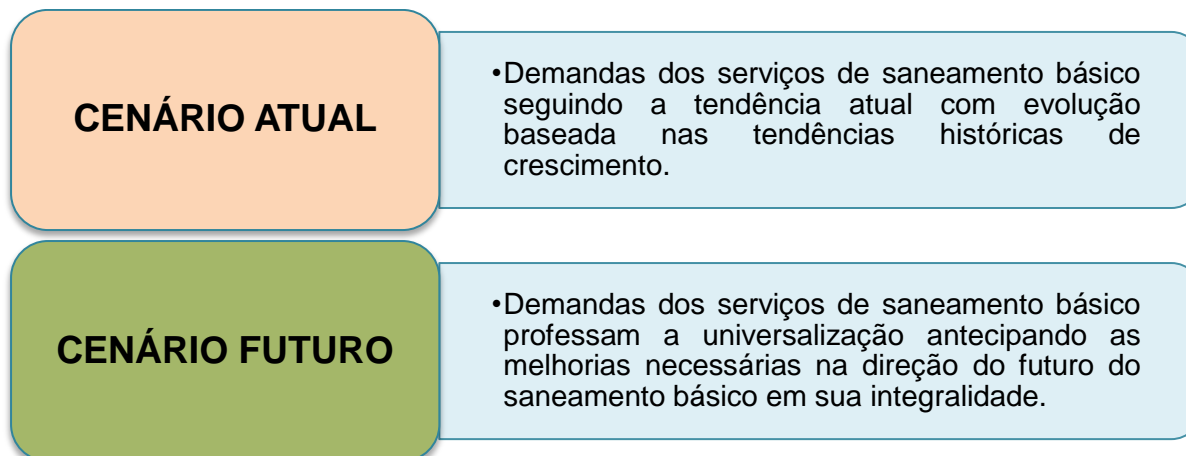 CENÁRIO ATUAL
•Demandas dos serviços de saneamento básico
seguindo a tendência atual com evolução
baseada nas tendências históricas de
crescimento.
CENÁRIO FUTURO
•Demandas dos serviços de saneamento básico
professam a universalização antecipando as
melhorias necessárias na direção do futuro do
saneamento básico em sua integralidade.